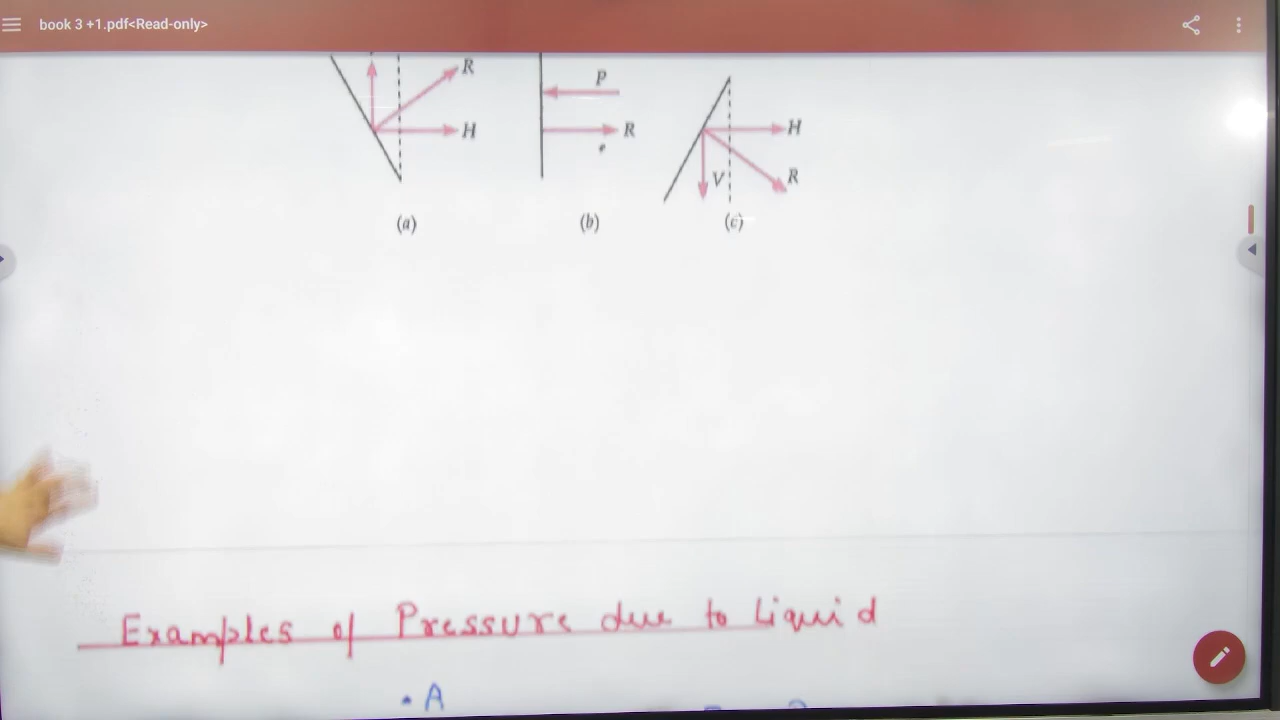 book 3 +1.pdf<Read-only>
R
H
P
R
H
V
R
(a) (b) (c)
Examples of Pressure due to Liquid
• A